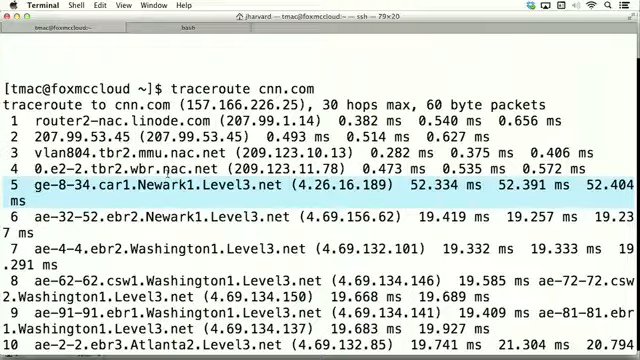 Terminal Shell Edit View Window Help
jharvard — tmac@foxmccloud:~ — ssh — 79×20
tmac@foxmccloud:~ bash
[tmac@foxmccloud ~]$ traceroute cnn.com
traceroute to cnn.com (157.166.226.25), 30 hops max, 60 byte packets
1 router2-nac.linode.com (207.99.1.14) 0.382 ms 0.540 ms 0.656 ms
2 207.99.53.45 (207.99.53.45) 0.493 ms 0.514 ms 0.627 ms
3 vlan804.tbr2.mmu.nac.net (209.123.10.13) 0.282 ms 0.375 ms 0.406 ms
4 0.e2-2.tbr2.wbr.nac.net (209.123.11.78) 0.473 ms 0.535 ms 0.572 ms
5 ge-8-34.car1.Newark1.Level3.net (4.26.16.189) 52.334 ms 52.391 ms 52.404
ms
6 ae-32-52.ebr2.Newark1.Level3.net (4.69.156.62) 19.419 ms 19.257 ms 19.23
7 ms
7 ae-4-4.ebr2.Washington1.Level3.net (4.69.132.101) 19.332 ms 19.333 ms 19
.291 ms
8 ae-62-62.csw1.Washington1.Level3.net (4.69.134.146) 19.585 ms ae-72-72.csw
2.Washington1.Level3.net (4.69.134.150) 19.668 ms 19.689 ms
9 ae-91-91.ebr1.Washington1.Level3.net (4.69.134.141) 19.409 ms ae-81-81.ebr
1.Washington1.Level3.net (4.69.134.137) 19.683 ms 19.927 ms
10 ae-2-2.ebr3.Atlanta2.Level3.net (4.69.132.85) 19.741 ms 21.304 ms 20.794